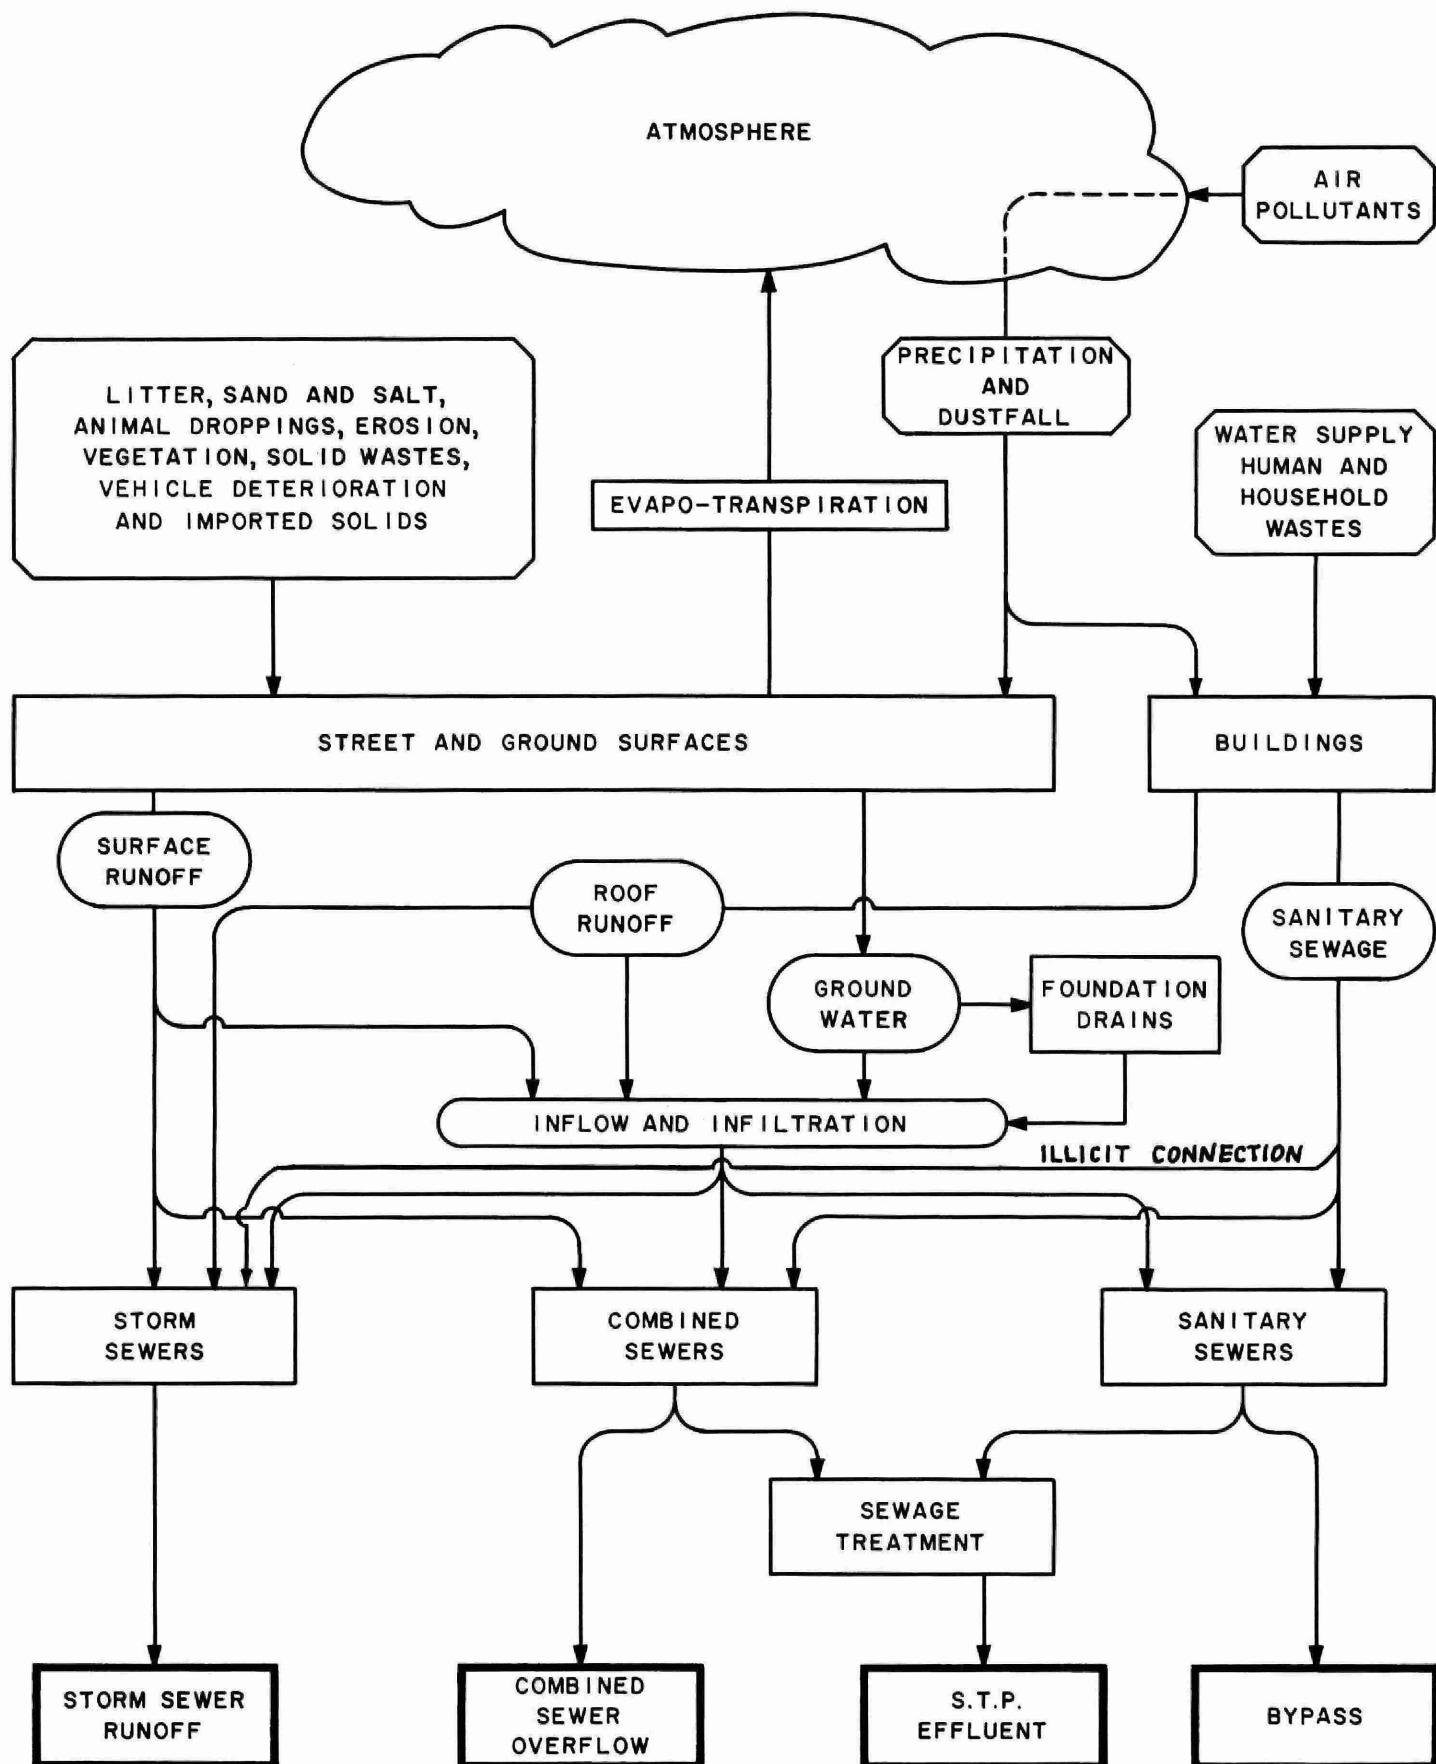 ATMOSPHERE
AIR
POLLUTANTS
PRECIPITATION
AND
DUSTFALL
LITTER, SAND AND SALT,
ANIMAL DROPPINGS, EROSION,
VEGETATION, SOLID WASTES,
VEHICLE DETERIORATION
AND IMPORTED SOLIDS
EVAPO-TRANSPIRATION
WATER SUPPLY
HUMAN AND
HOUSEHOLD
WASTES
STREET AND GROUND SURFACES
BUILDINGS
SURFACE
RUNOFF
ROOF
RUNOFF
SANITARY
SEWAGE
GROUND
WATER
FOUNDATION
DRAINS
INFLOW AND INFILTRATION
ILLICIT CONNECTION
STORM
SEWERS
COMBINED
SEWERS
SANITARY
SEWERS
SEWAGE
TREATMENT
STORM SEWER
RUNOFF
COMBINED
SEWER
OVERFLOW
S.T.P.
EFFLUENT
BYPASS